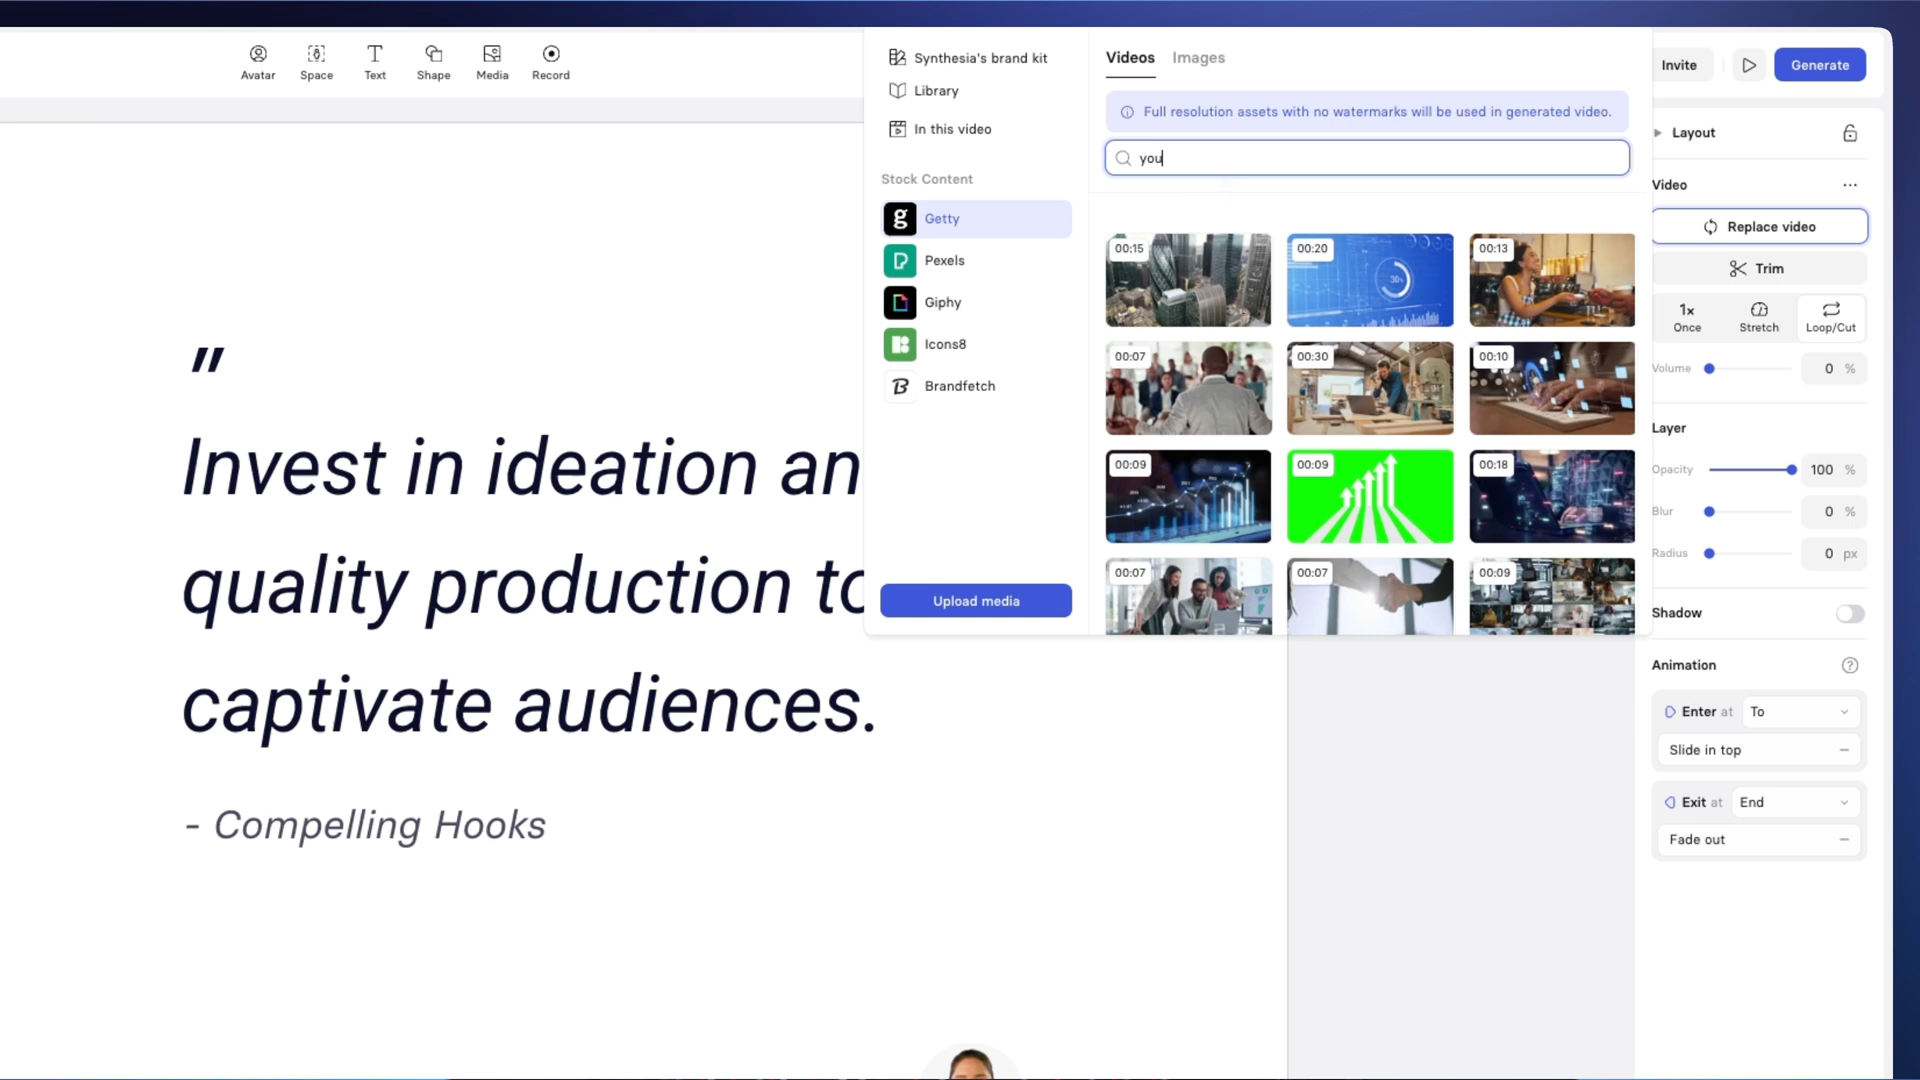 Avatar
Space
Text
Shape
Media
Record
Synthesia's brand kit
Library
In this video
Stock Content
Getty
Pexels
Giphy
Icons8
Brandfetch
Upload media
Videos Images
Full resolution assets with no watermarks will be used in generated video.
you
00:15 00:20 00:13
30%
00:07 00:30 00:10
00:09 00:09 00:18
00:07 00:07 00:09
Invite
Generate
Layout
Video
Replace video
Trim
1x
Once Stretch Loop/Cut
Volume 0 %
Layer
Opacity 100 %
Blur 0 %
Radius 0 px
Shadow
Animation
Enter at To
Slide in top
Exit at End
Fade out
"
Invest in ideation an
quality production to
captivate audiences.
- Compelling Hooks